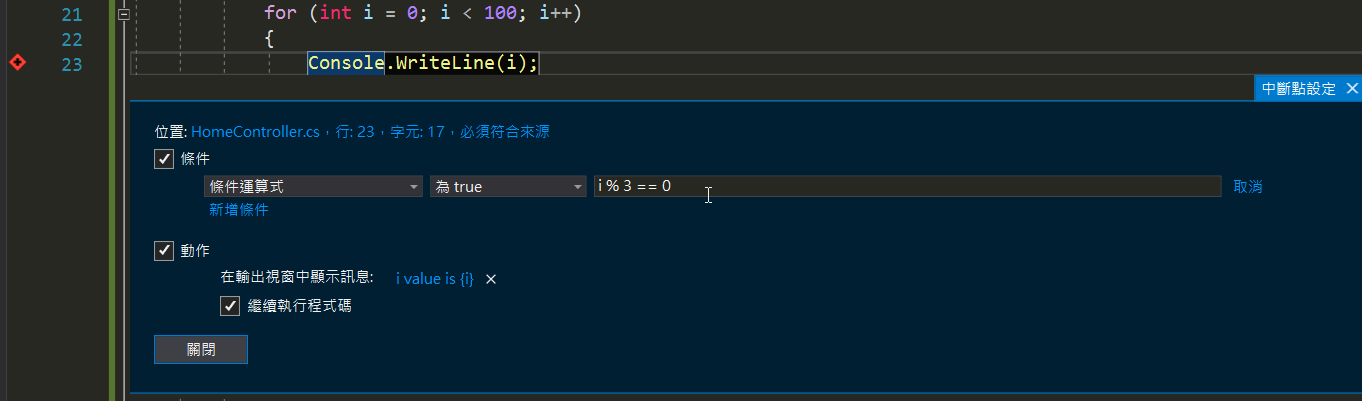 21 for (int i = 0; i < 100; i++)
22 {
23 Console.WriteLine(i);
中斷點設定
位置: HomeController.cs，行: 23，字元: 17，必須符合來源
條件
條件運算式 為 true i % 3 == 0 取消
新增條件
動作
在輸出視窗中顯示訊息: i value is {i}
繼續執行程式碼
關閉